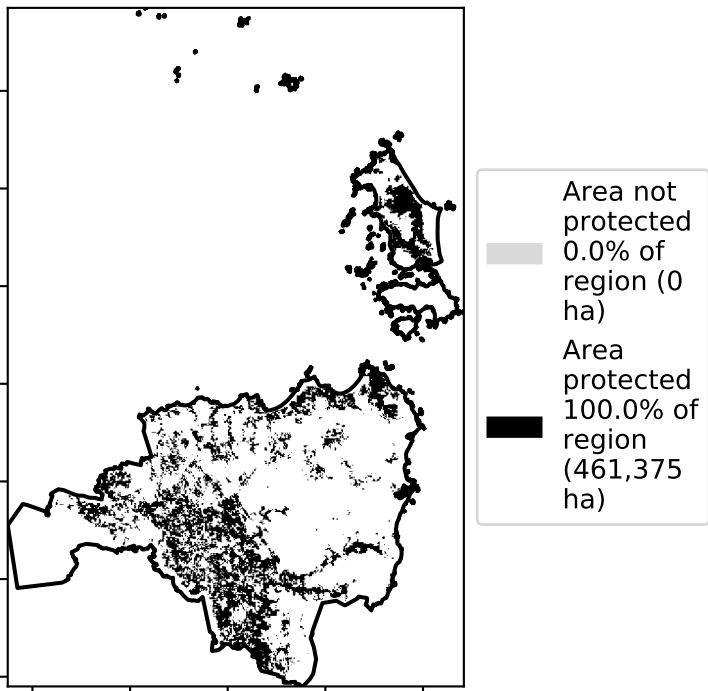 Area not
protected
0.0% of
region (0
ha)
Area
protected
100.0% of
region
(461,375
ha)